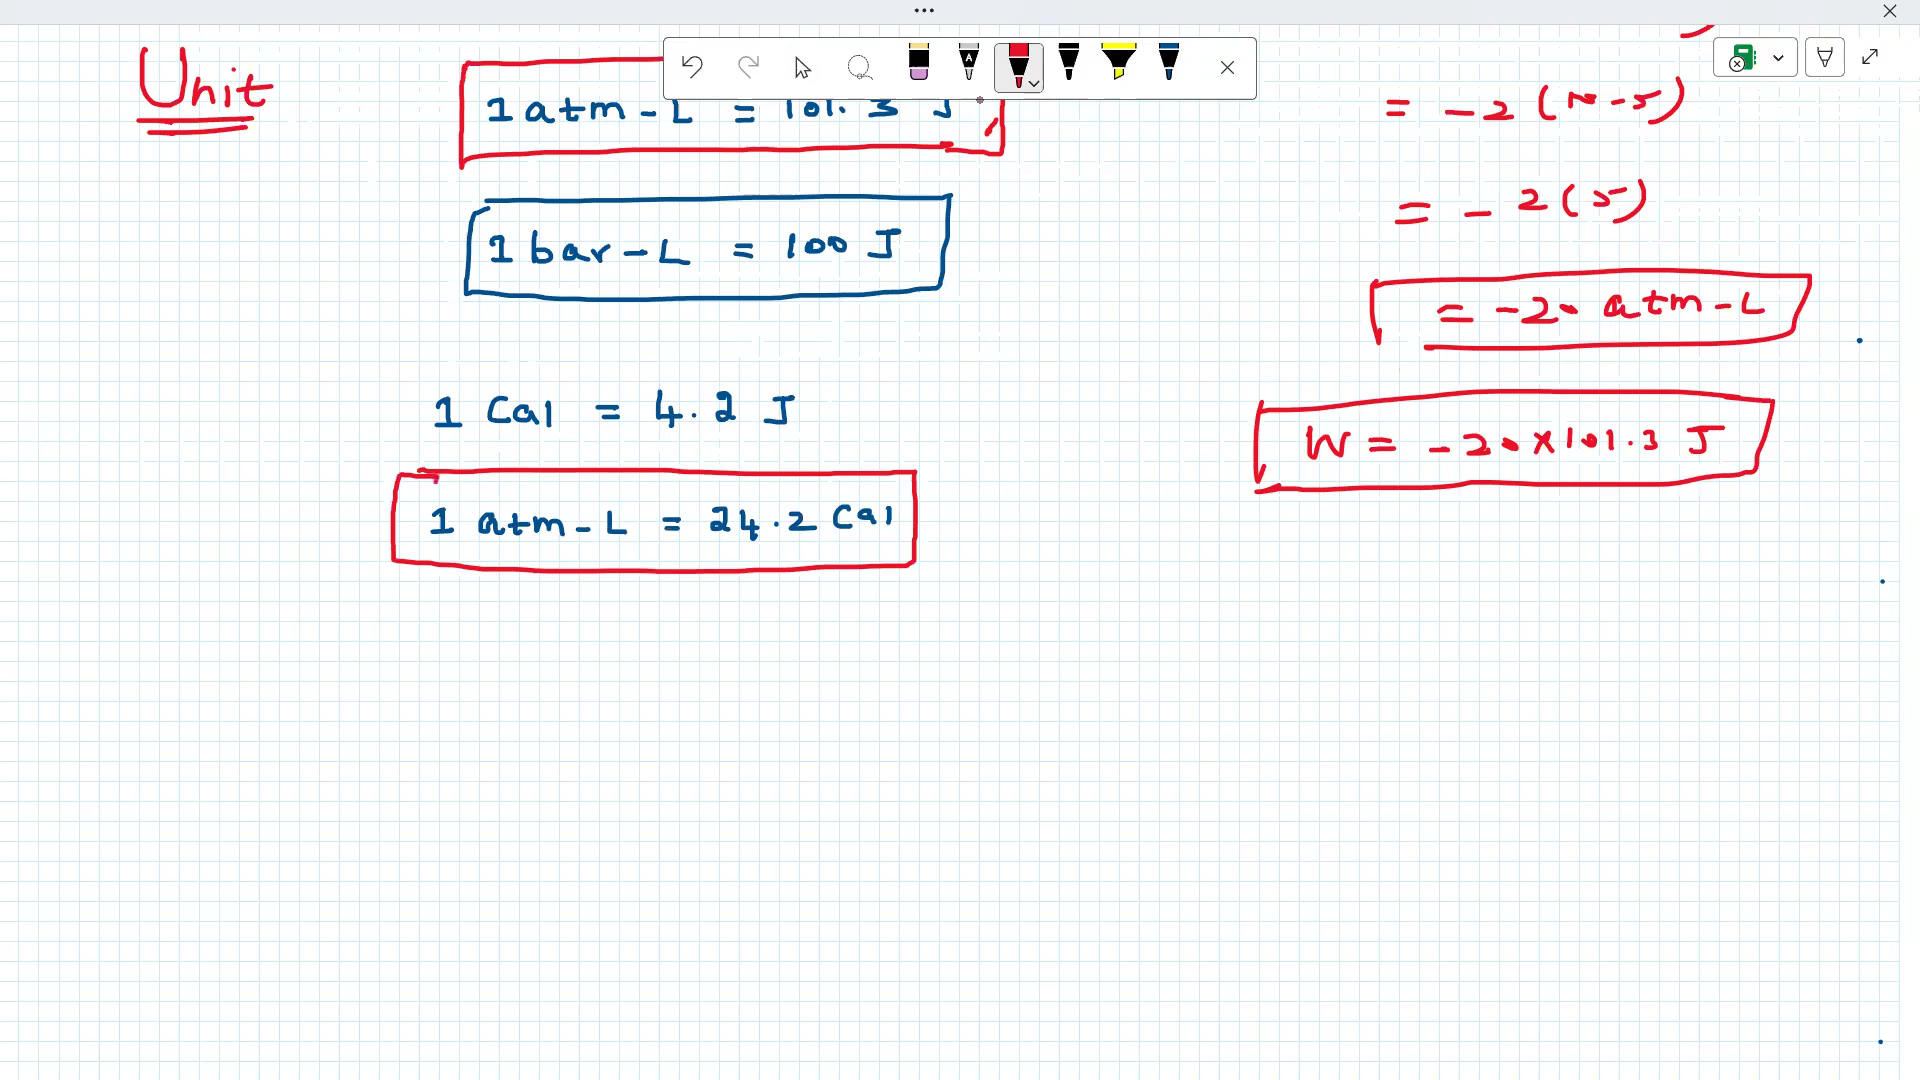 Unit
1 atm - L = 101.3 J
1 bar - L = 100 J
1 Cal = 4.2 J
1 atm - L = 24.2 Cal
= -2 (10-5)
= -2(5)
= -20 atm-L
W = -20 x 101.3 J